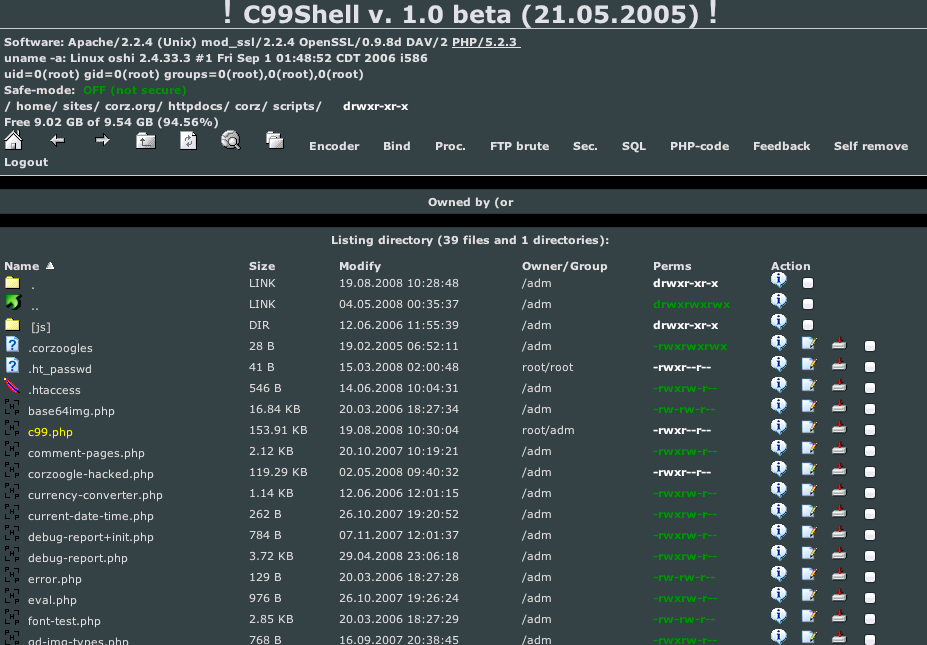 ! C99Shell v. 1.0 beta (21.05.2005) !
Software: Apache/2.2.4 (Unix) mod_ssl/2.2.4 OpenSSL/0.9.8d DAV/2 PHP/5.2.3
uname -a: Linux oshi 2.4.33.3 #1 Fri Sep 1 01:48:52 CDT 2006 i586
uid=0(root) gid=0(root) groups=0(root),0(root),0(root)
Safe-mode: OFF (not secure)
/ home/ sites/ corz.org/ httpdocs/ corz/ scripts/ drwxr-xr-x
Free 9.02 GB of 9.54 GB (94.56%)
Encoder Bind Proc. FTP brute Sec. SQL PHP-code Feedback Self remove
Logout
Owned by (or
Listing directory (39 files and 1 directories):
Name Size Modify Owner/Group Perms Action
. LINK 19.08.2008 10:28:48 /adm drwxr-xr-x
.. LINK 04.05.2008 00:35:37 /adm drwxrwxrwx
[js] DIR 12.06.2006 11:55:39 /adm drwxr-xr-x
.corzoogles 28 B 19.02.2005 06:52:11 /adm -rwxrwxrwx
.ht_passwd 41 B 15.03.2008 02:00:48 root/root -rwxr--r--
.htaccess 546 B 14.06.2008 10:04:31 /adm -rwxrw-r--
base64img.php 16.84 KB 20.03.2006 18:27:34 /adm -rw-rw-r--
c99.php 153.91 KB 19.08.2008 10:30:04 root/adm -rwxr--r--
comment-pages.php 2.12 KB 20.10.2007 10:19:21 /adm -rwxrw-r--
corzoogle-hacked.php 119.29 KB 02.05.2008 09:40:32 /adm -rwxr--r--
currency-converter.php 1.14 KB 12.06.2006 12:01:15 /adm -rwxrw-r--
current-date-time.php 262 B 26.10.2007 19:20:52 /adm -rwxrw-r--
debug-report+init.php 784 B 07.11.2007 12:01:37 /adm -rwxrw-r--
debug-report.php 3.72 KB 29.04.2008 23:06:18 /adm -rwxrw-r--
error.php 129 B 20.03.2006 18:27:28 /adm -rw-rw-r--
eval.php 976 B 26.10.2007 19:26:24 /adm -rwxrw-r--
font-test.php 2.85 KB 20.03.2006 18:27:29 /adm -rw-rw-r--
gd-img-types.php 768 B 16.09.2007 20:38:45 /adm -rwxrw-r--